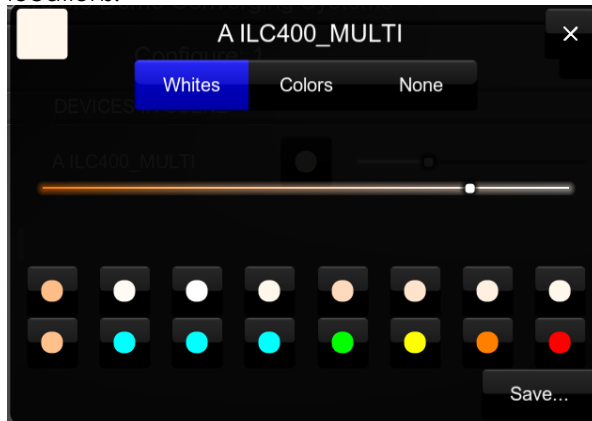 A ILC400_MULTI
Configure: 1
Whites Colors None
DEVICES
A ILC400_MULTI
Save...